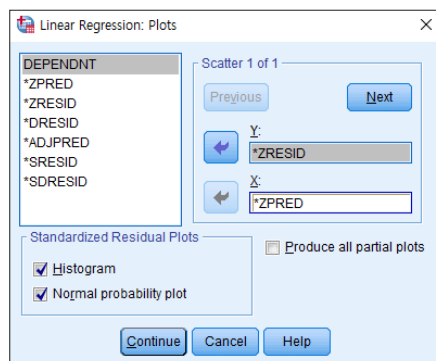 Linear Regression: Plots
DEPENDNT
*ZPRED
*ZRESID
*DRESID
*ADJPRED
*SRESID
*SDRESID
Scatter 1 of 1
Previous
Next
Y:
*ZRESID
X:
*ZPRED
Standardized Residual Plots
Histogram
Normal probability plot
Produce all partial plots
Continue
Cancel
Help